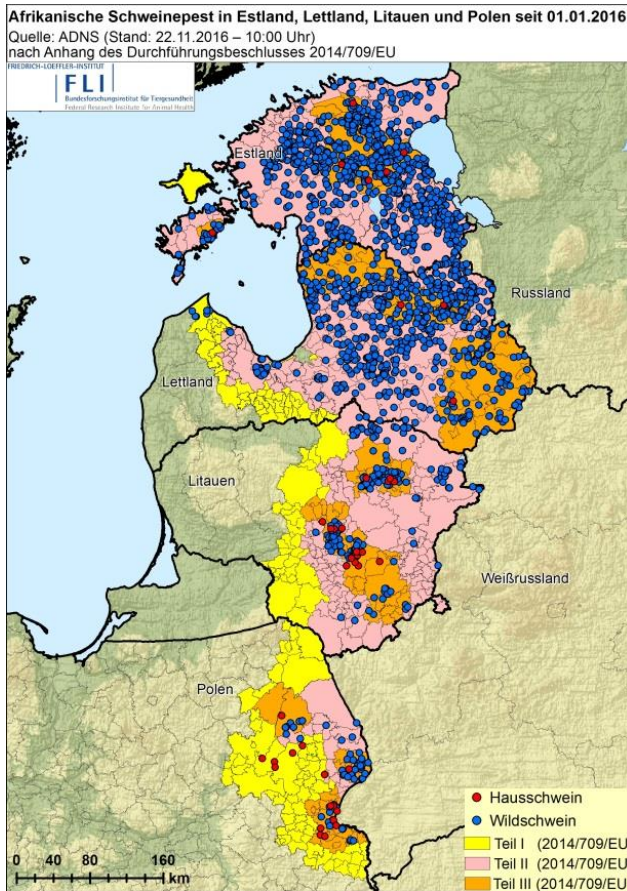 Afrikanische Schweinepest in Estland, Lettland, Litauen und Polen seit 01.01.2016
Quelle: ADNS (Stand: 22.11.2016 – 10:00 Uhr)
nach Anhang des Durchführungsbeschlusses 2014/709/EU
FRIEDRICH-LOEFFLER-INSTITUT
FLI
Bundesforschungsinstitut für Tiergesundheit
Federal Research Institute for Animal Health
Estland
Russland
Lettland
Litauen
Weißrussland
Polen
Hausschwein
Wildschwein
Teil I (2014/709/EU)
Teil II (2014/709/EU)
Teil III (2014/709/EU)
0 40 80 160
km